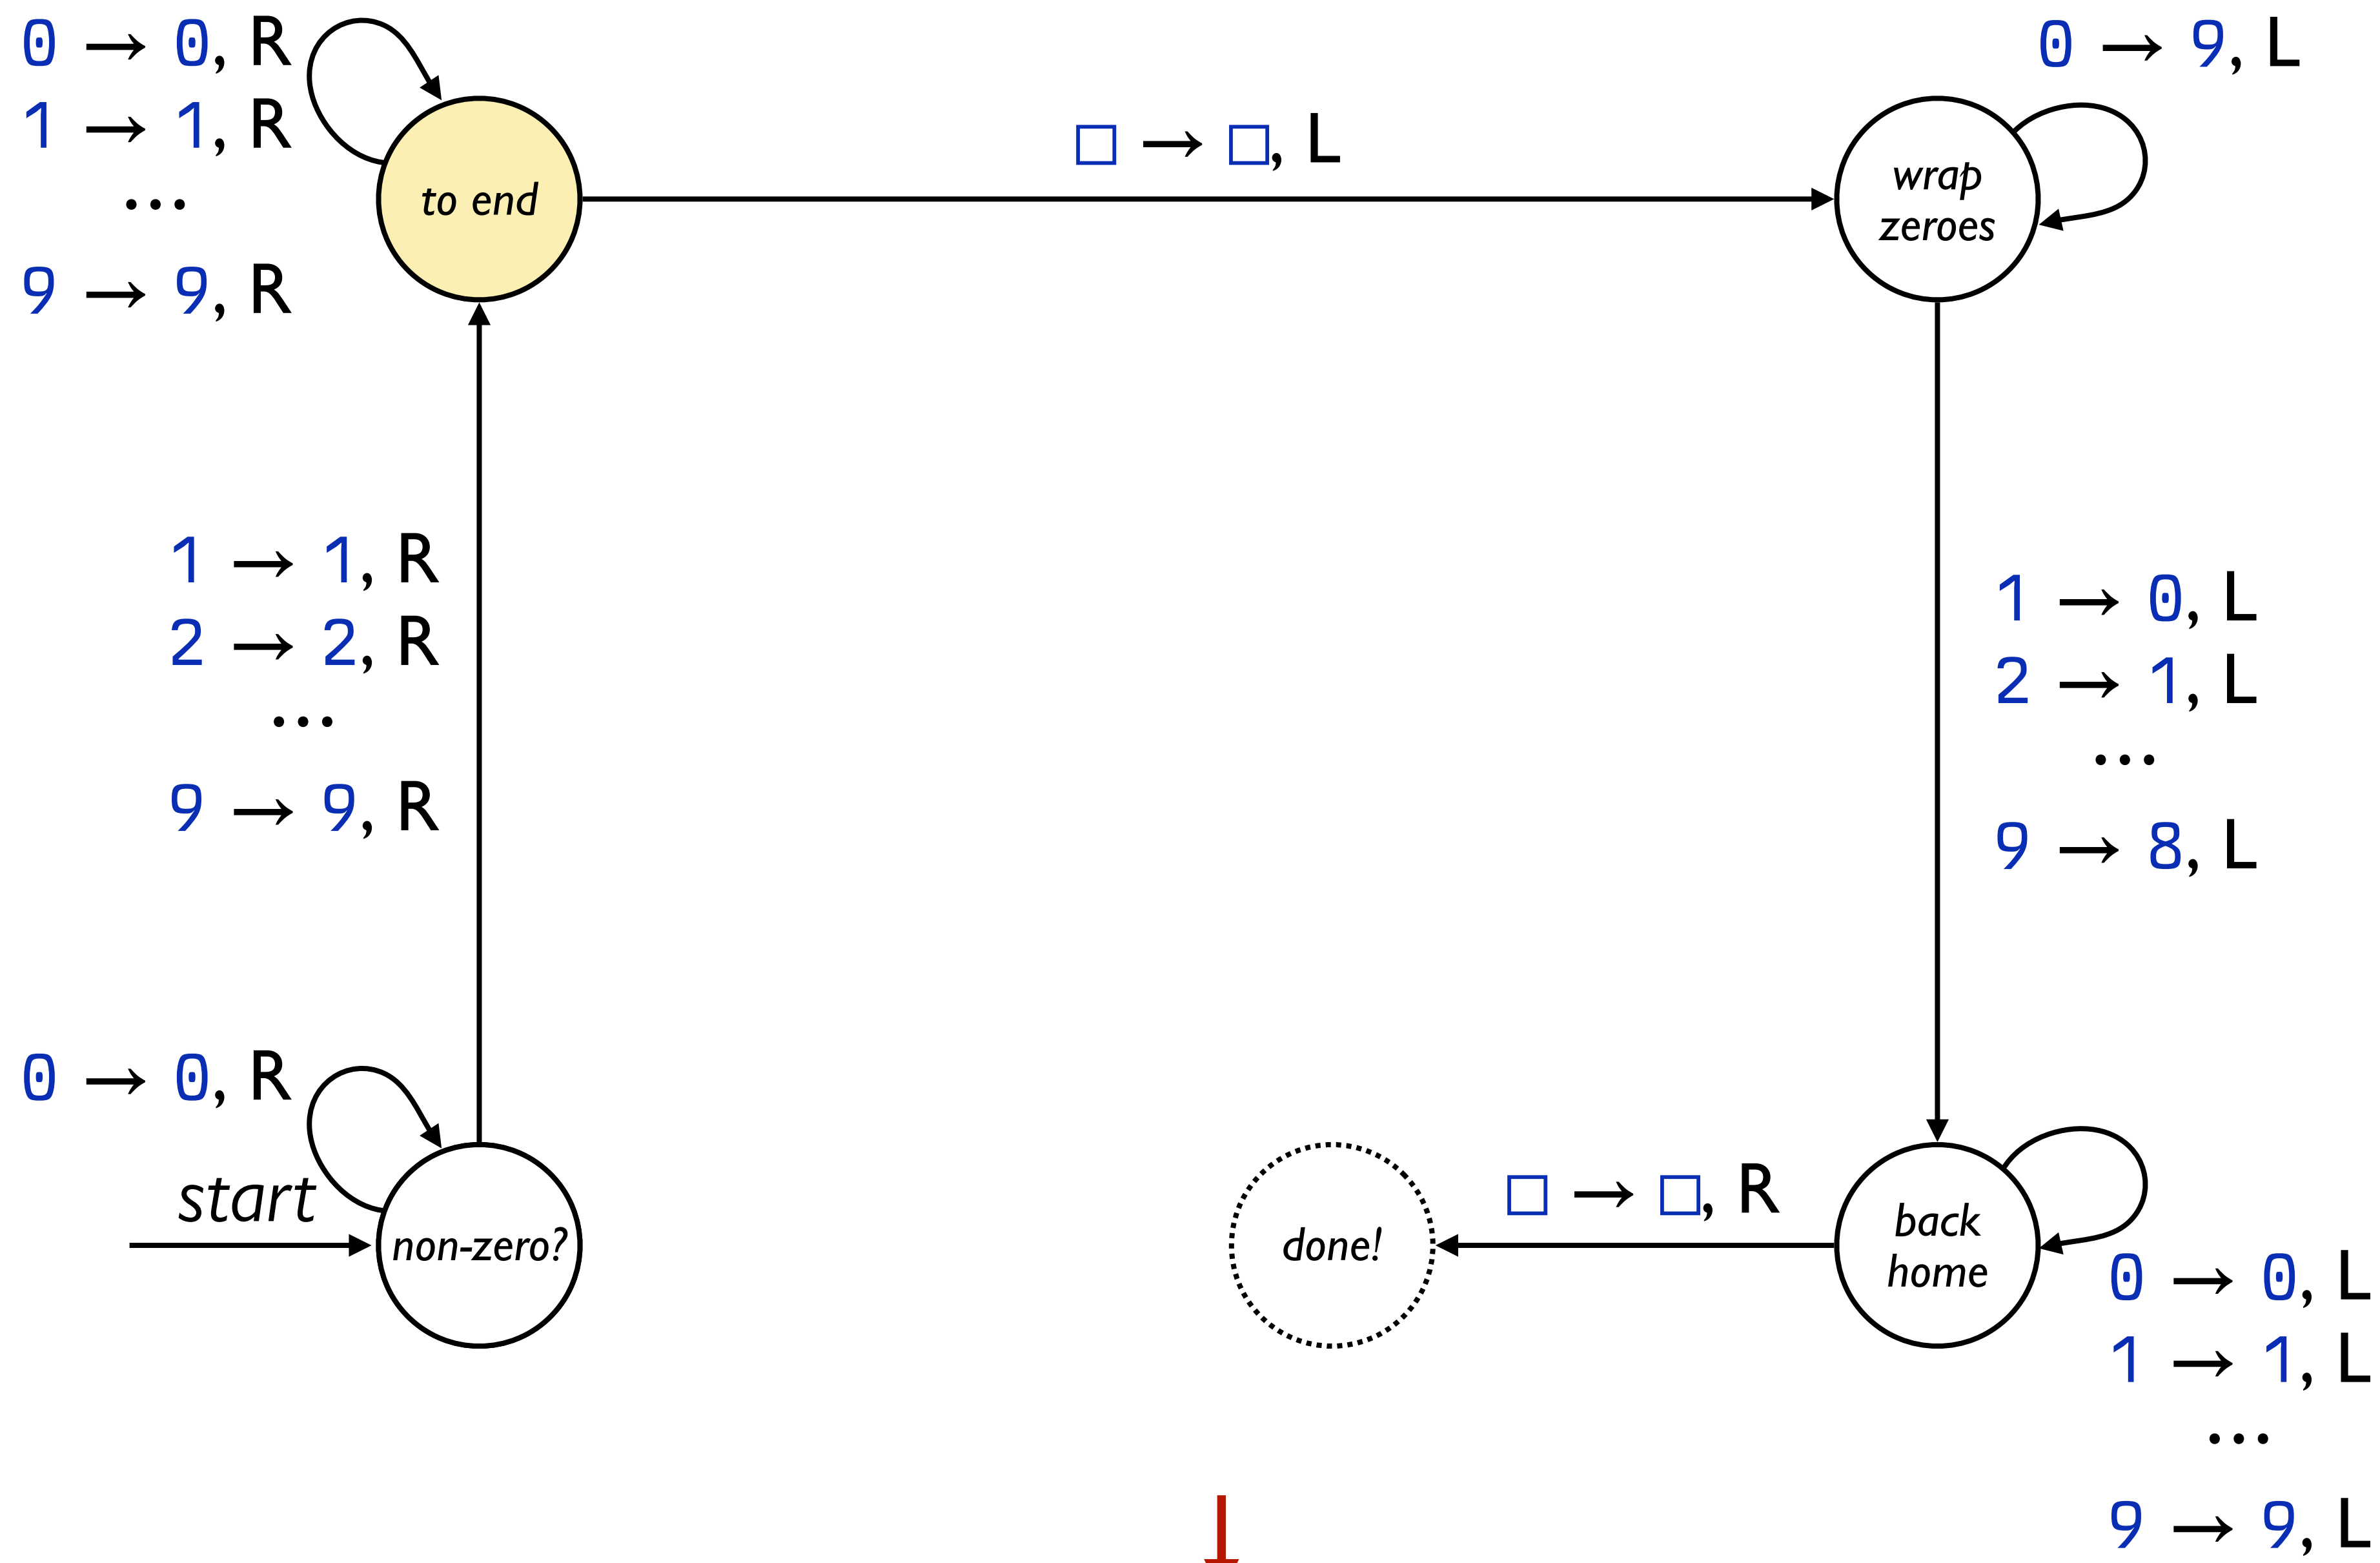 0 → 0, R
1 → 1, R
...
9 → 9, R
to end
□ → □, L
0 → 9, L
wrap
zeroes
1 → 1, R
2 → 2, R
...
9 → 9, R
1 → 0, L
2 → 1, L
...
9 → 8, L
0 → 0, R
start
non-zero?
done!
□ → □, R
back
home
0 → 0, L
1 → 1, L
...
9 → 9, L